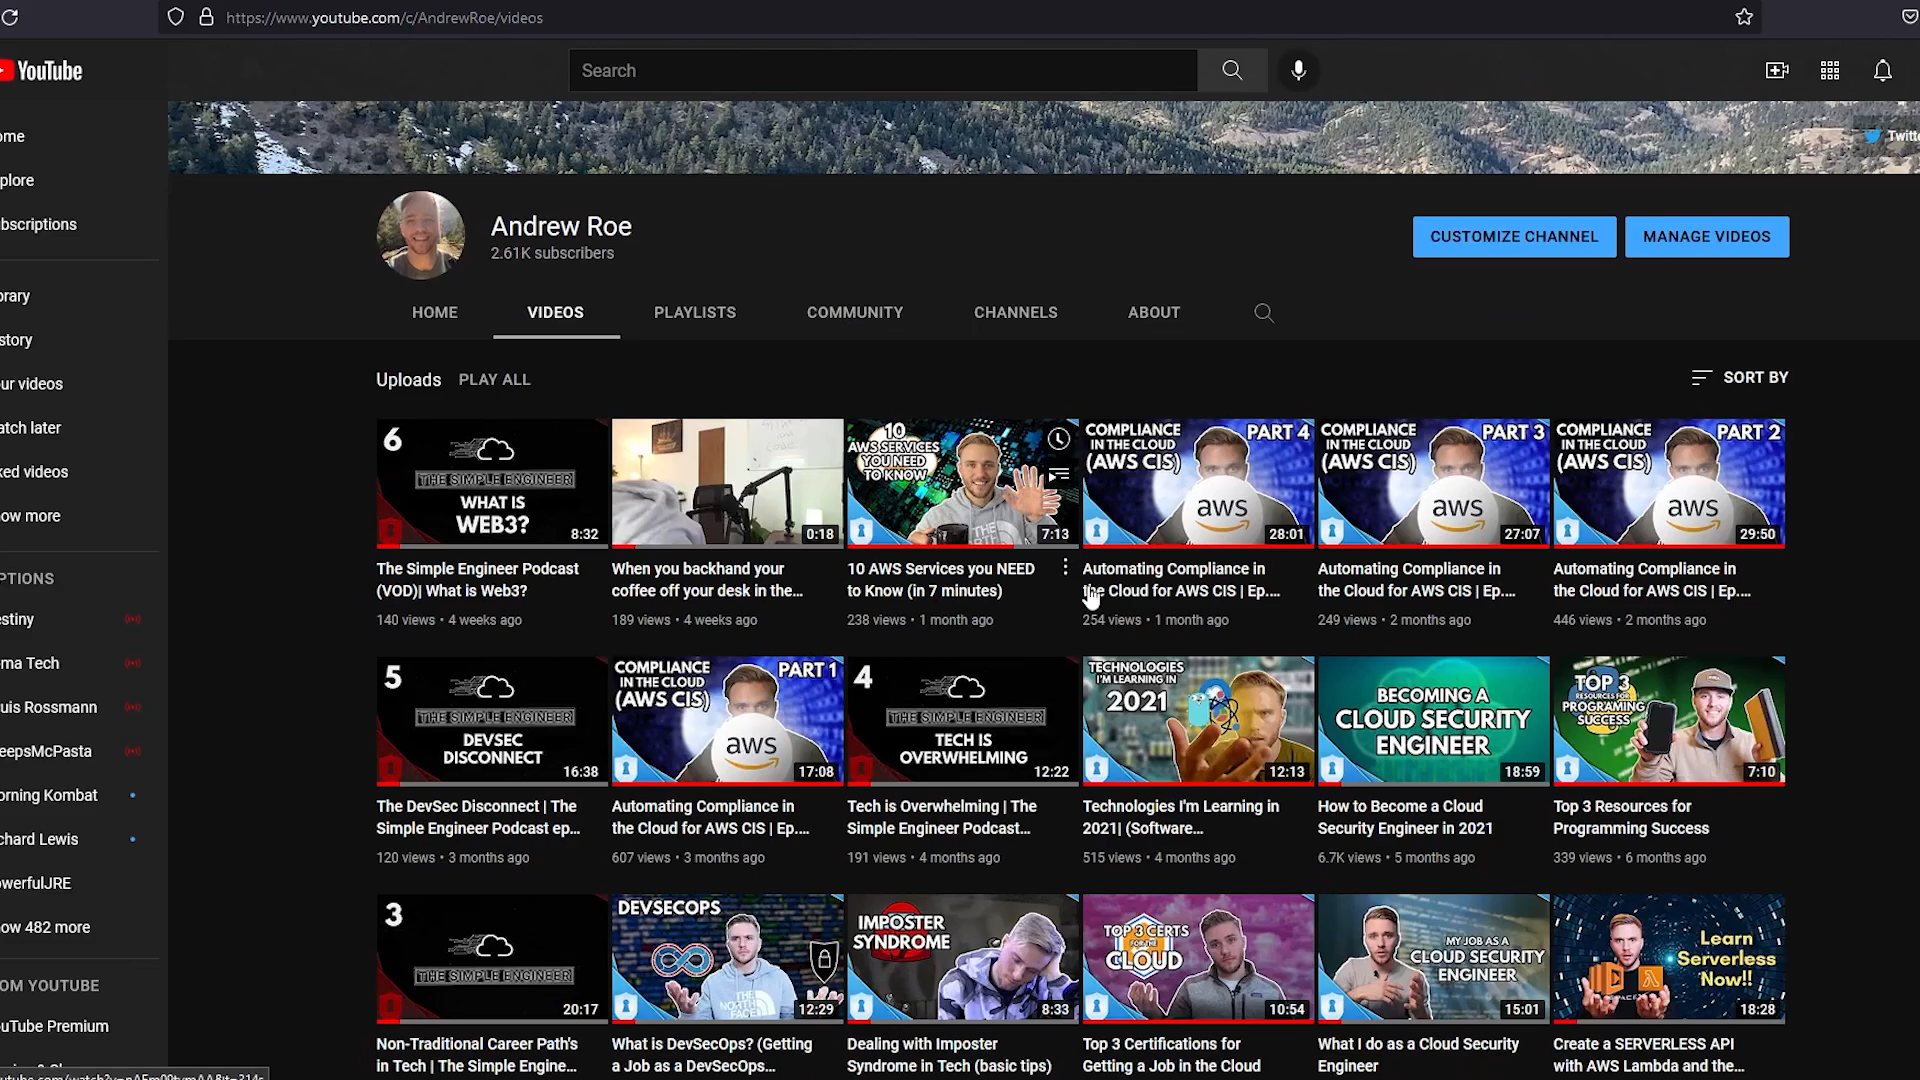 https://www.youtube.com/c/AndrewRoe/videos
YouTube
Search
Andrew Roe
2.61K subscribers
CUSTOMIZE CHANNEL
MANAGE VIDEOS
HOME
VIDEOS
PLAYLISTS
COMMUNITY
CHANNELS
ABOUT
Uploads PLAY ALL
SORT BY
ome
plore
bscriptions
brary
story
ur videos
atch later
ked videos
ow more
PTIONS
estiny
ma Tech
uis Rossmann
eepsMcPasta
orning Kombat
chard Lewis
owerfulJRE
ow 482 more
OM YOUTUBE
uTube Premium
6
THE SIMPLE ENGINEER
WHAT IS
WEB3?
8:32
The Simple Engineer Podcast
(VOD)| What is Web3?
140 views • 4 weeks ago
0:18
When you backhand your
coffee off your desk in the...
189 views • 4 weeks ago
10
AWS SERVICES
YOU NEED
TO KNOW
7:13
10 AWS Services you NEED
to Know (in 7 minutes)
238 views • 1 month ago
COMPLIANCE
IN THE CLOUD
(AWS CIS)
PART 4
aws
28:01
Automating Compliance in
the Cloud for AWS CIS | Ep....
254 views • 1 month ago
COMPLIANCE
IN THE CLOUD
(AWS CIS)
PART 3
aws
27:07
Automating Compliance in
the Cloud for AWS CIS | Ep....
249 views • 2 months ago
COMPLIANCE
IN THE CLOUD
(AWS CIS)
PART 2
aws
29:50
Automating Compliance in
the Cloud for AWS CIS | Ep....
446 views • 2 months ago
5
THE SIMPLE ENGINEER
DEVSEC
DISCONNECT
16:38
The DevSec Disconnect | The
Simple Engineer Podcast ep...
120 views • 3 months ago
COMPLIANCE
IN THE CLOUD
(AWS CIS)
PART 1
aws
17:08
Automating Compliance in
the Cloud for AWS CIS | Ep....
607 views • 3 months ago
4
THE SIMPLE ENGINEER
TECH IS
OVERWHELMING
12:22
Tech is Overwhelming | The
Simple Engineer Podcast...
191 views • 4 months ago
TECHNOLOGIES
I'M LEARNING IN
2021
12:13
Technologies I'm Learning in
2021| (Software...
515 views • 4 months ago
BECOMING A
CLOUD SECURITY
ENGINEER
18:59
How to Become a Cloud
Security Engineer in 2021
6.7K views • 5 months ago
TOP 3
RESOURCES FOR
PROGRAMING
SUCCESS
7:10
Top 3 Resources for
Programming Success
339 views • 6 months ago
3
THE SIMPLE ENGINEER
20:17
Non-Traditional Career Path's
in Tech | The Simple Engine...
DEVSECOPS
THE
NORTH
FACE
12:29
What is DevSecOps? (Getting
a Job as a DevSecOps...
IMPOSTER
SYNDROME
8:33
Dealing with Imposter
Syndrome in Tech (basic tips)
TOP 3 CERTS
FOR THE
CLOUD
10:54
Top 3 Certifications for
Getting a Job in the Cloud
MY JOB AS A
CLOUD SECURITY
ENGINEER
15:01
What I do as a Cloud Security
Engineer
Learn
Serverless
Now!!
18:28
Create a SERVERLESS API
with AWS Lambda and the...